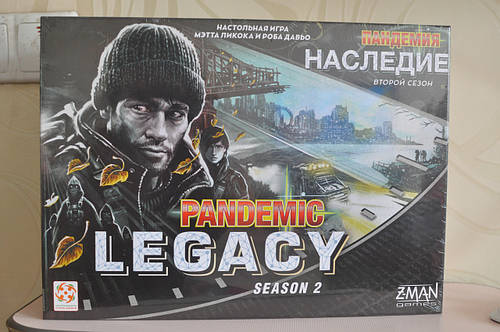 НАСТОЛЬНАЯ ИГРА
МЭТТА ЛИКОКА И РОБА ДАВЬО
ПАНДЕМИЯ
НАСЛЕДИЕ
ВТОРОЙ СЕЗОН
PANDEMIC
LEGACY
SEASON 2
Z-MAN
games